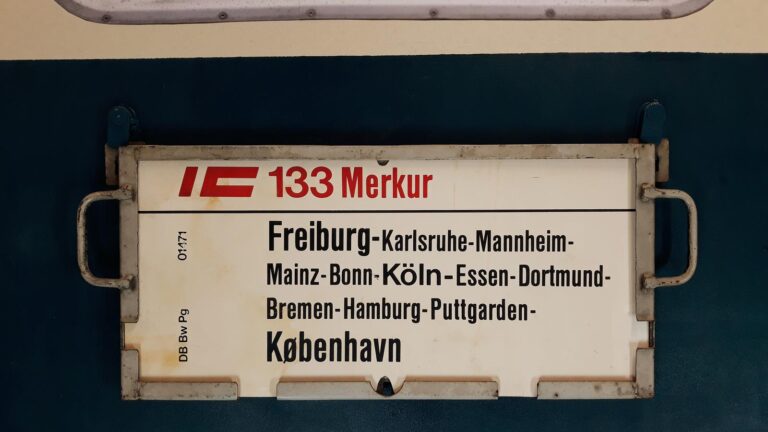 IC 133 Merkur
Freiburg-Karlsruhe-Mannheim-
Mainz-Bonn-Köln-Essen-Dortmund-
Bremen-Hamburg-Puttgarden-
København
DB Bw Pg 01171